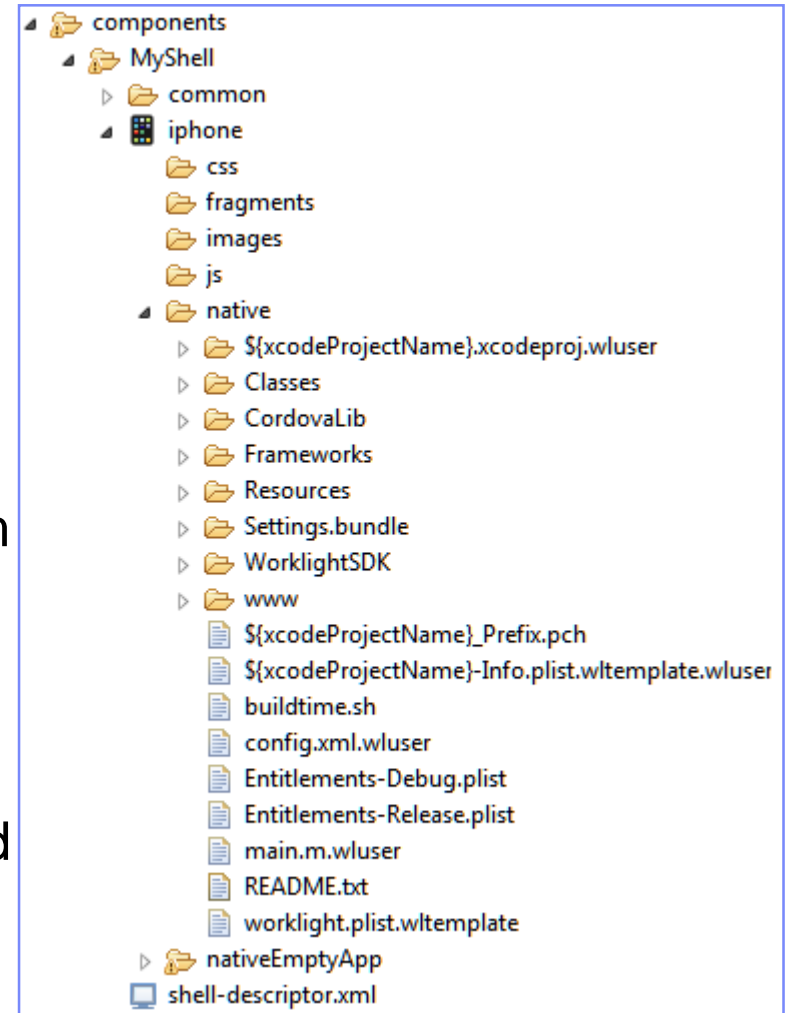 components
MyShell
common
iphone
css
fragments
images
js
native
${xcodeProjectName}.xcodeproj.wluser
Classes
CordovaLib
Frameworks
Resources
Settings.bundle
n
WorklightSDK
www
${xcodeProjectName}_Prefix.pch
${xcodeProjectName}-Info.plist.wltemplate.wluser
buildtime.sh
config.xml.wluser
Entitlements-Debug.plist
Entitlements-Release.plist
d
main.m.wluser
README.txt
worklight.plist.wltemplate
nativeEmptyApp
shell-descriptor.xml